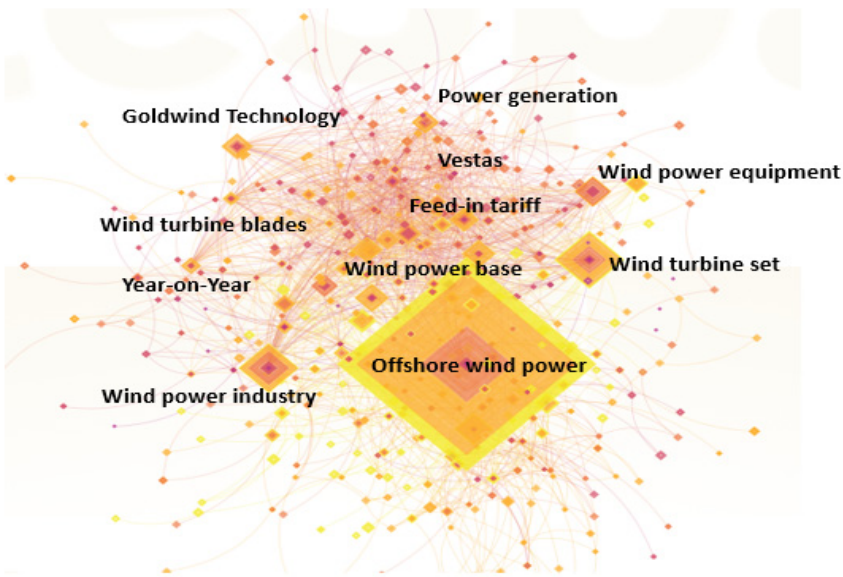 Power generation
Goldwind Technology
Vestas
Wind power equipment
Feed-in tariff
Wind turbine blades
Wind turbine set
Wind power base
Year-on-Year
Offshore wind power
Wind power industry